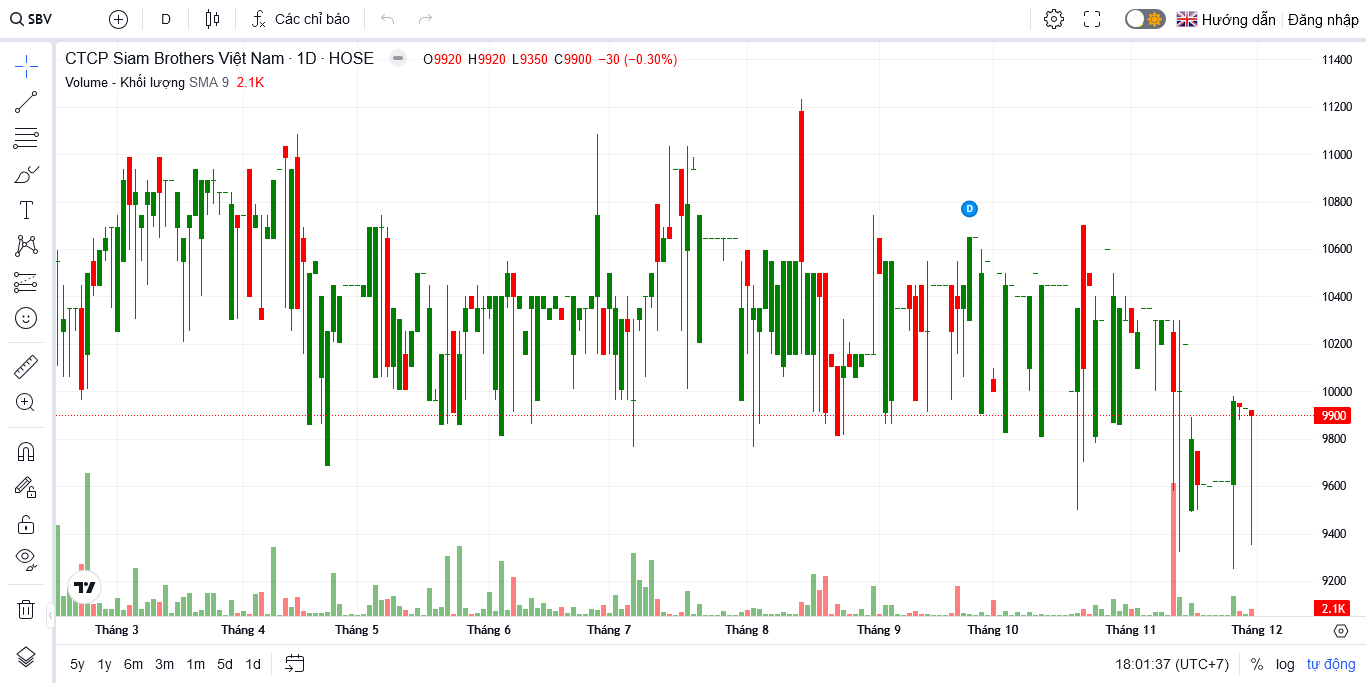 SBV D Các chỉ báo Hướng dẫn Đăng nhập
CTCP Siam Brothers Việt Nam · 1D · HOSE O9920 H9920 L9350 C9900 −30 (−0.30%)
Volume - Khối lượng SMA 9 2.1K
11400
11200
11000
10800
D
10600
10400
10200
10000
9900
9800
9600
9400
9200
2.1K
Tháng 3 Tháng 4 Tháng 5 Tháng 6 Tháng 7 Tháng 8 Tháng 9 Tháng 10 Tháng 11 Tháng 12
5y 1y 6m 3m 1m 5d 1d 18:01:37 (UTC+7) % log tự động